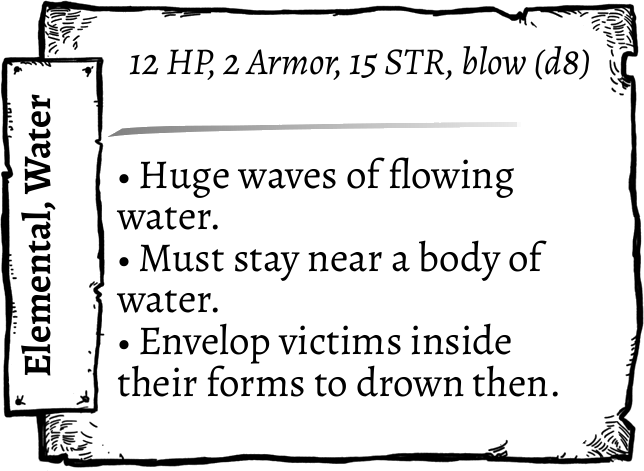 12 HP, 2 Armor, 15 STR, blow (d8)
Elemental, Water
• Huge waves of flowing
water.
• Must stay near a body of
water.
• Envelop victims inside
their forms to drown then.